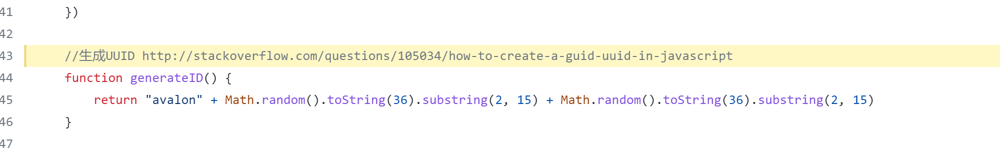 41 })
42
43 //生成UUID http://stackoverflow.com/questions/105034/how-to-create-a-guid-uuid-in-javascript
44 function generateID() {
45 return "avalon" + Math.random().toString(36).substring(2, 15) + Math.random().toString(36).substring(2, 15)
46 }
47